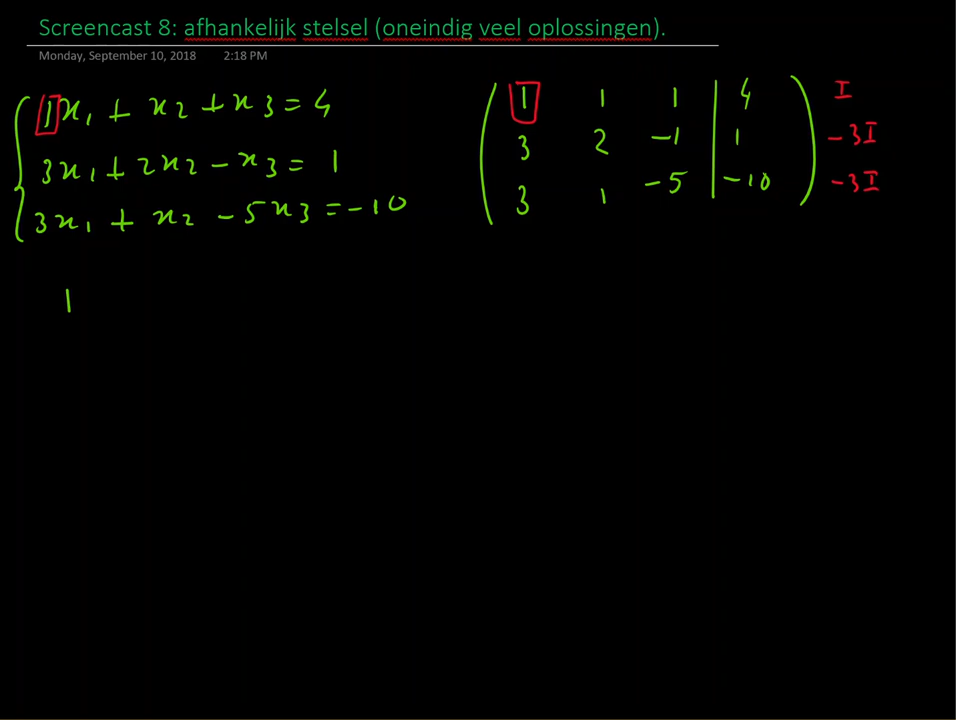 Screencast 8: afhankelijk stelsel (oneindig veel oplossingen).
Monday, September 10, 2018 2:18 PM
1x₁ + x₂ + x₃ = 4
3x₁ + 2x₂ - x₃ = 1
3x₁ + x₂ - 5x₃ = -10
1 1 1 | 4 I
3 2 -1 | 1 -3I
3 1 -5 | -10 -3I
1